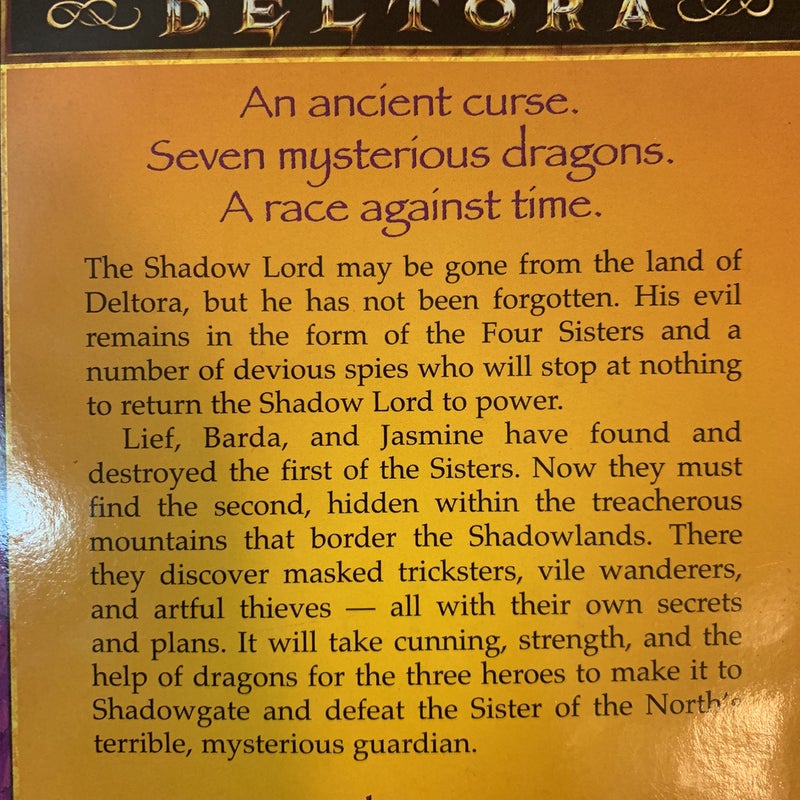 DELTORA
An ancient curse.
Seven mysterious dragons.
A race against time.
The Shadow Lord may be gone from the land of
Deltora, but he has not been forgotten. His evil
remains in the form of the Four Sisters and a
number of devious spies who will stop at nothing
to return the Shadow Lord to power.
Lief, Barda, and Jasmine have found and
destroyed the first of the Sisters. Now they must
find the second, hidden within the treacherous
mountains that border the Shadowlands. There
they discover masked tricksters, vile wanderers,
and artful thieves — all with their own secrets
and plans. It will take cunning, strength, and the
help of dragons for the three heroes to make it to
Shadowgate and defeat the Sister of the North's
terrible, mysterious guardian.